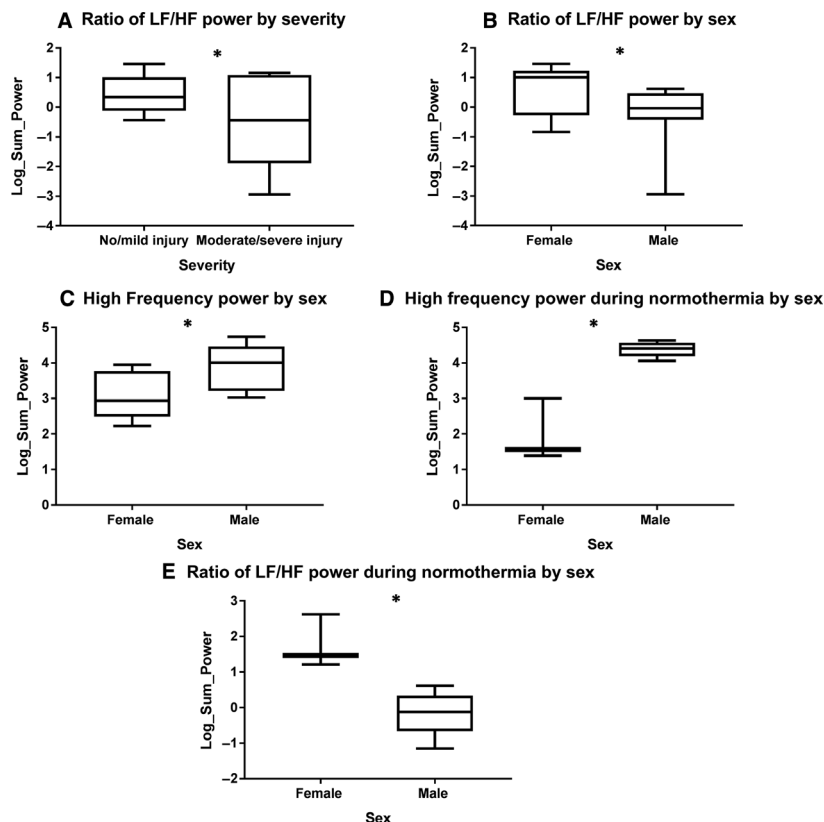 A Ratio of LF/HF power by severity
*
2
1
0
–1
–2
–3
–4
Log_Sum_Power
No/mild injury Moderate/severe injury
Severity
B Ratio of LF/HF power by sex
*
2
1
0
–1
–2
–3
–4
Log_Sum_Power
Female Male
Sex
C High Frequency power by sex
*
5
4
3
2
1
0
Log_Sum_Power
Female Male
Sex
D High frequency power during normothermia by sex
*
5
4
3
2
1
0
Log_Sum_Power
Female Male
Sex
E Ratio of LF/HF power during normothermia by sex
*
3
2
1
0
–1
–2
Log_Sum_Power
Female Male
Sex